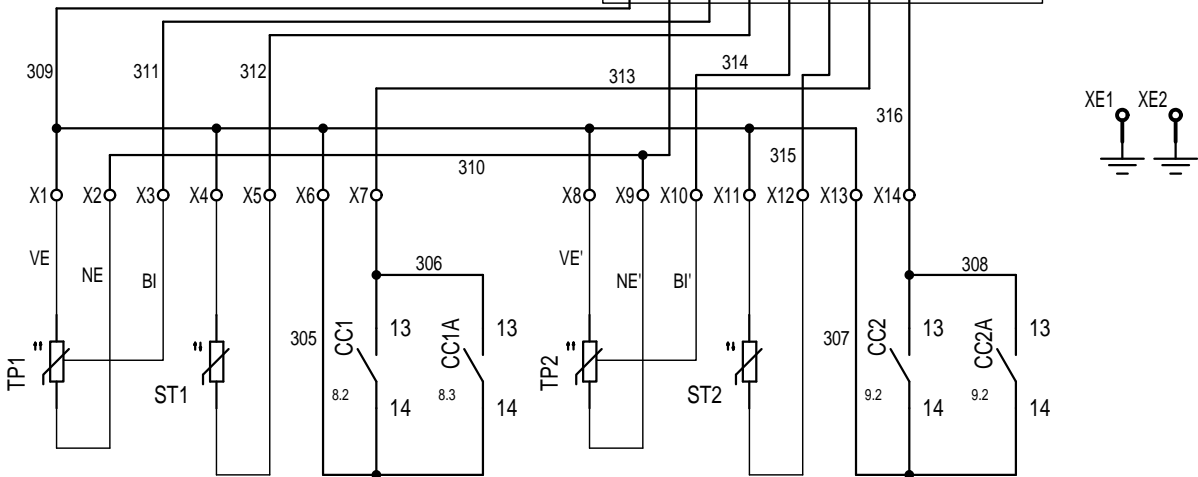 309
311
312
313
314
316
XE1
XE2
310
315
X1
X2
X3
X4
X5
X6
X7
X8
X9
X10
X11
X12
X13
X14
VE
NE
BI
306
VE'
NE'
BI'
308
TP1
ST1
305
CC1
13
CC1A
13
TP2
ST2
307
CC2
13
CC2A
13
8.2
14
8.3
14
9.2
14
9.2
14